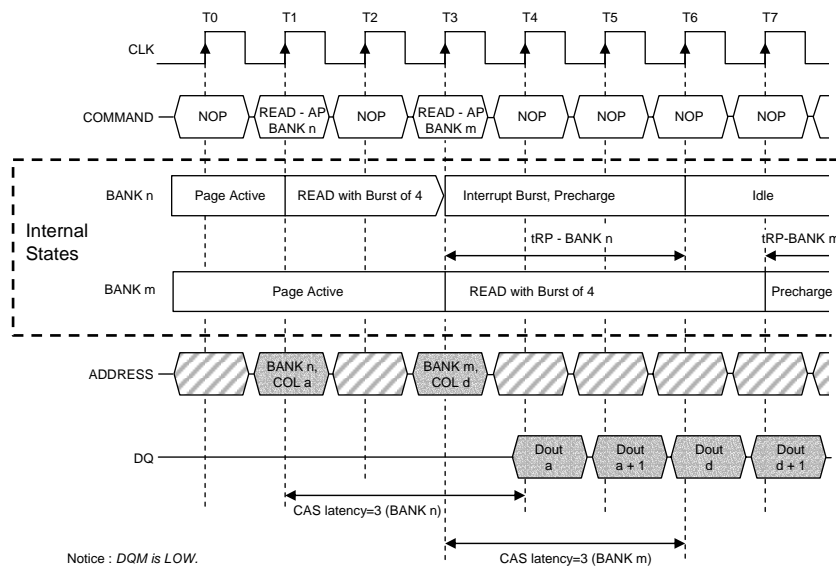 T0 T1 T2 T3 T4 T5 T6 T7
CLK
COMMAND NOP READ - AP BANK n NOP READ - AP BANK m NOP NOP NOP NOP
Internal States
BANK n Page Active READ with Burst of 4 Interrupt Burst, Precharge Idle
tRP - BANK n tRP-BANK m
BANK m Page Active READ with Burst of 4 Precharge
ADDRESS BANK n, COL a BANK m, COL d
DQ Dout a Dout a + 1 Dout d Dout d + 1
CAS latency=3 (BANK n)
CAS latency=3 (BANK m)
Notice : DQM is LOW.